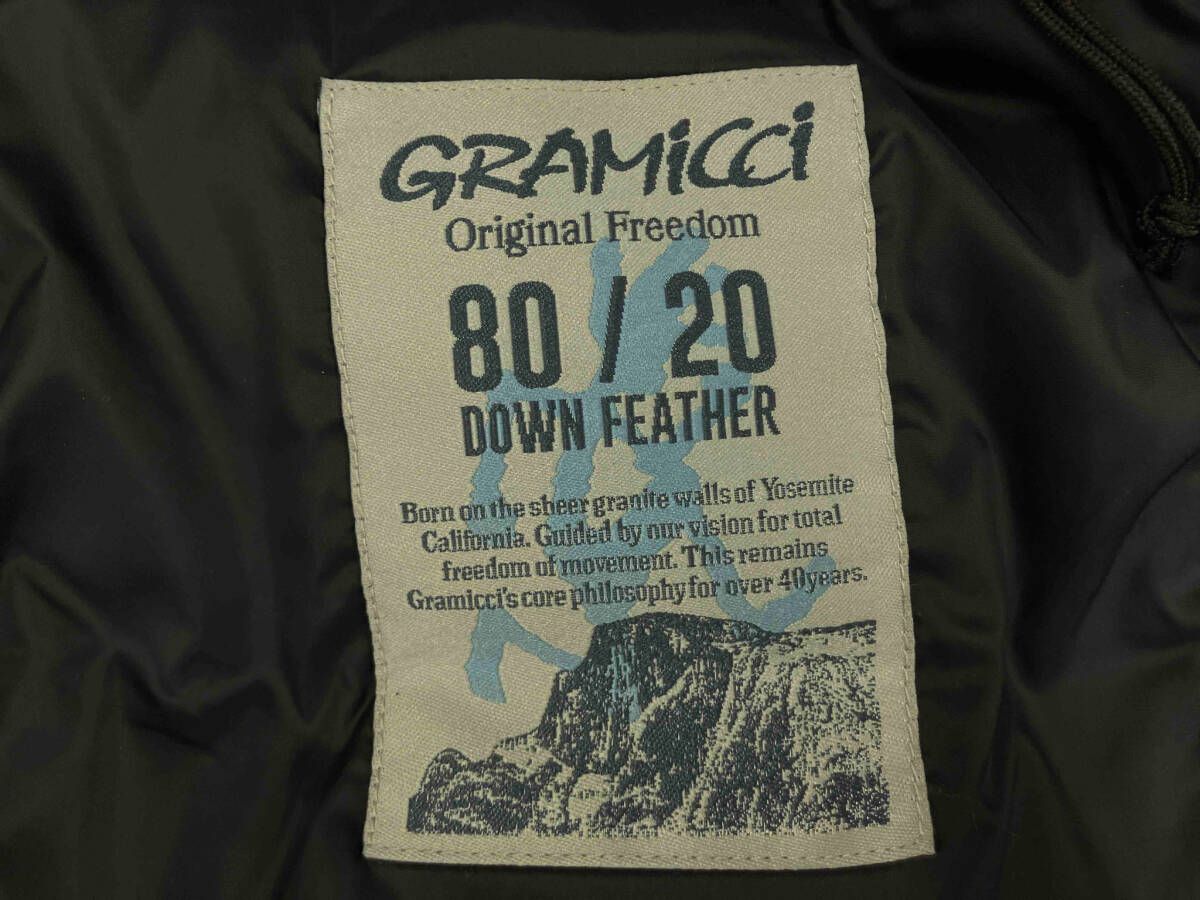 GRAMiCCi
Original Freedom
80 / 20
DOWN FEATHER
Born on the sheer granite walls of Yosemite
California. Guided by our vision for total
freedom of movement. This remains
Gramicci's core philosophy for over 40years.